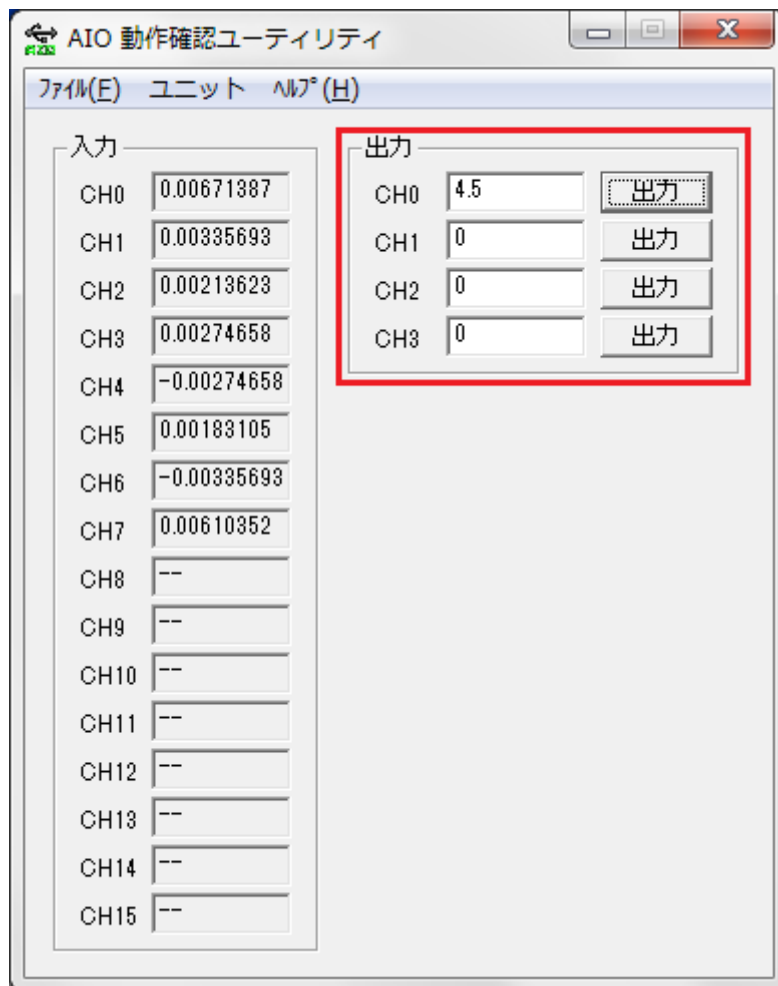 AIO 動作確認ユーティリティ
ﾌｧｲﾙ(F) ユニット ﾍﾙﾌﾟ(H)
入力
CH0 0.00671387
CH1 0.00335693
CH2 0.00213623
CH3 0.00274658
CH4 -0.00274658
CH5 0.00183105
CH6 -0.00335693
CH7 0.00610352
CH8 --
CH9 --
CH10 --
CH11 --
CH12 --
CH13 --
CH14 --
CH15 --
出力
CH0 4.5 出力
CH1 0 出力
CH2 0 出力
CH3 0 出力